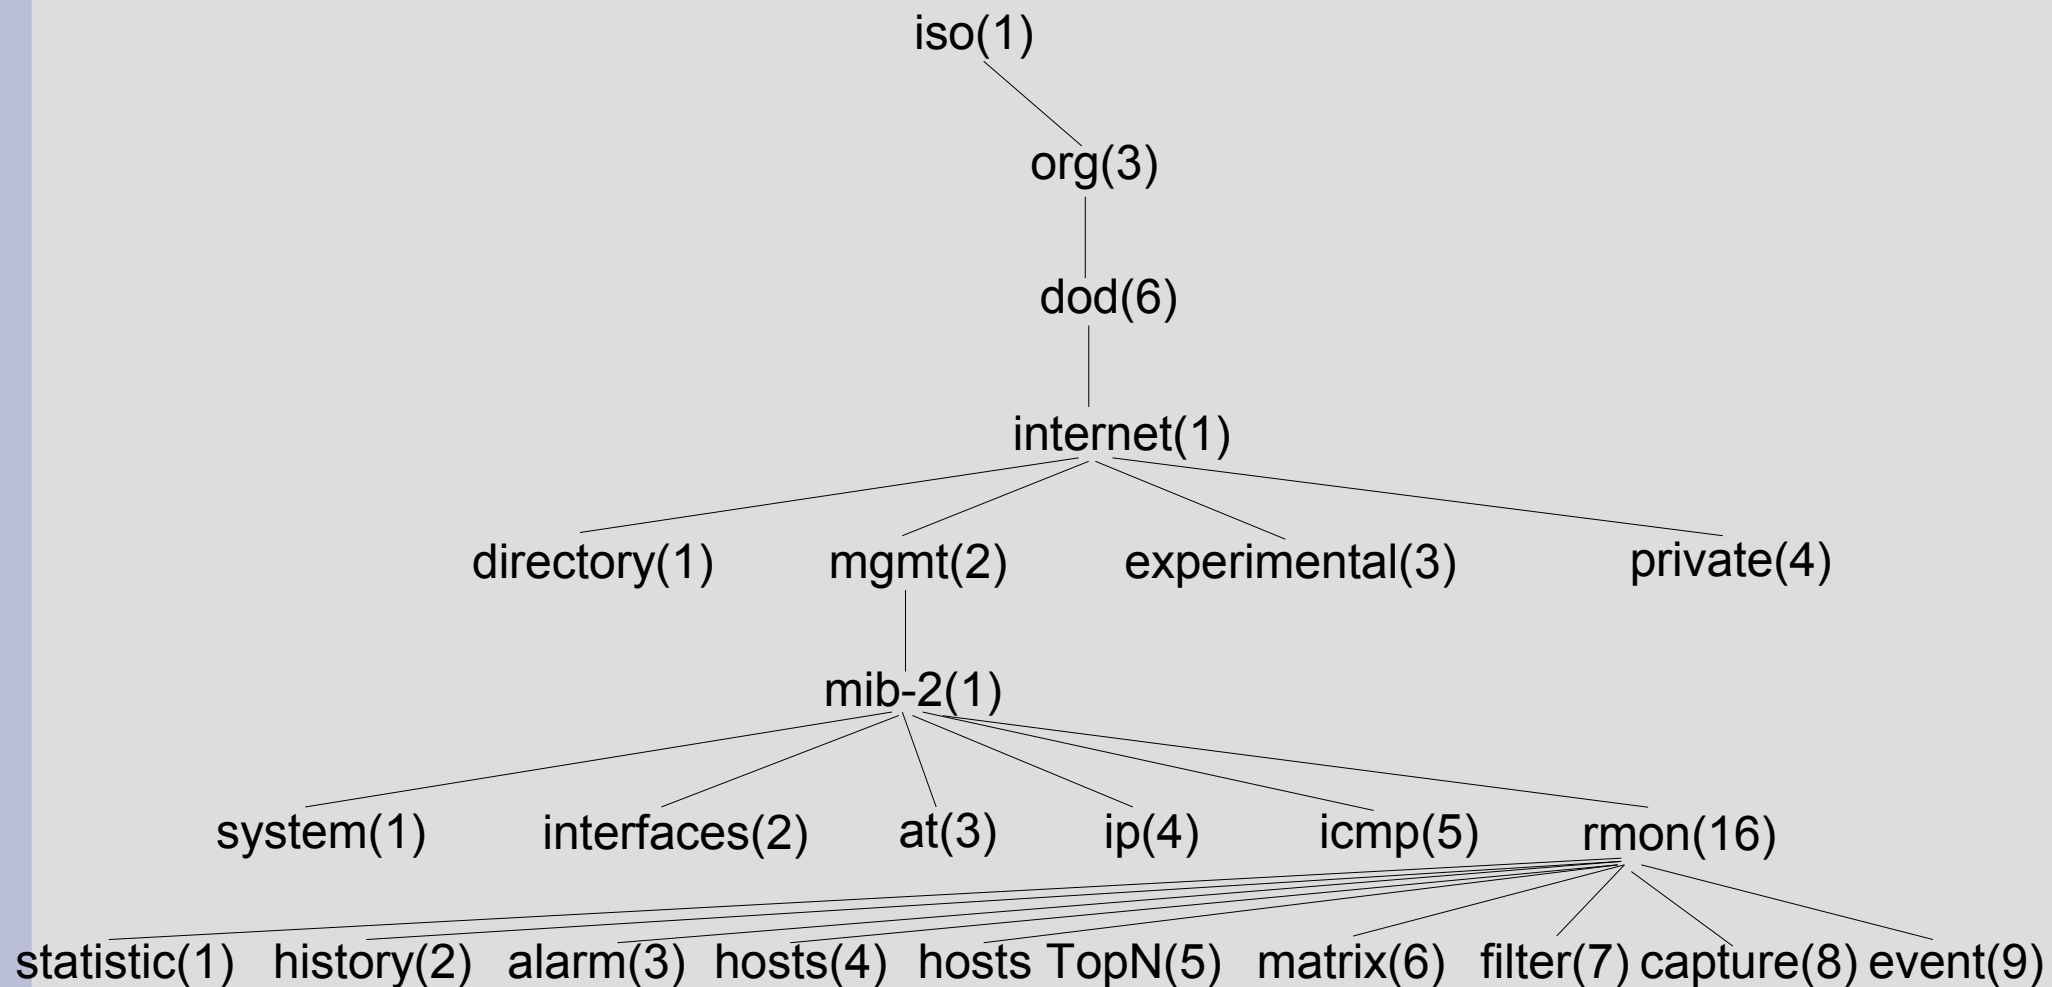 iso(1)
org(3)
dod(6)
internet(1)
directory(1) mgmt(2) experimental(3) private(4)
mib-2(1)
system(1) interfaces(2) at(3) ip(4) icmp(5) rmon(16)
statistic(1) history(2) alarm(3) hosts(4) hosts TopN(5) matrix(6) filter(7) capture(8) event(9)